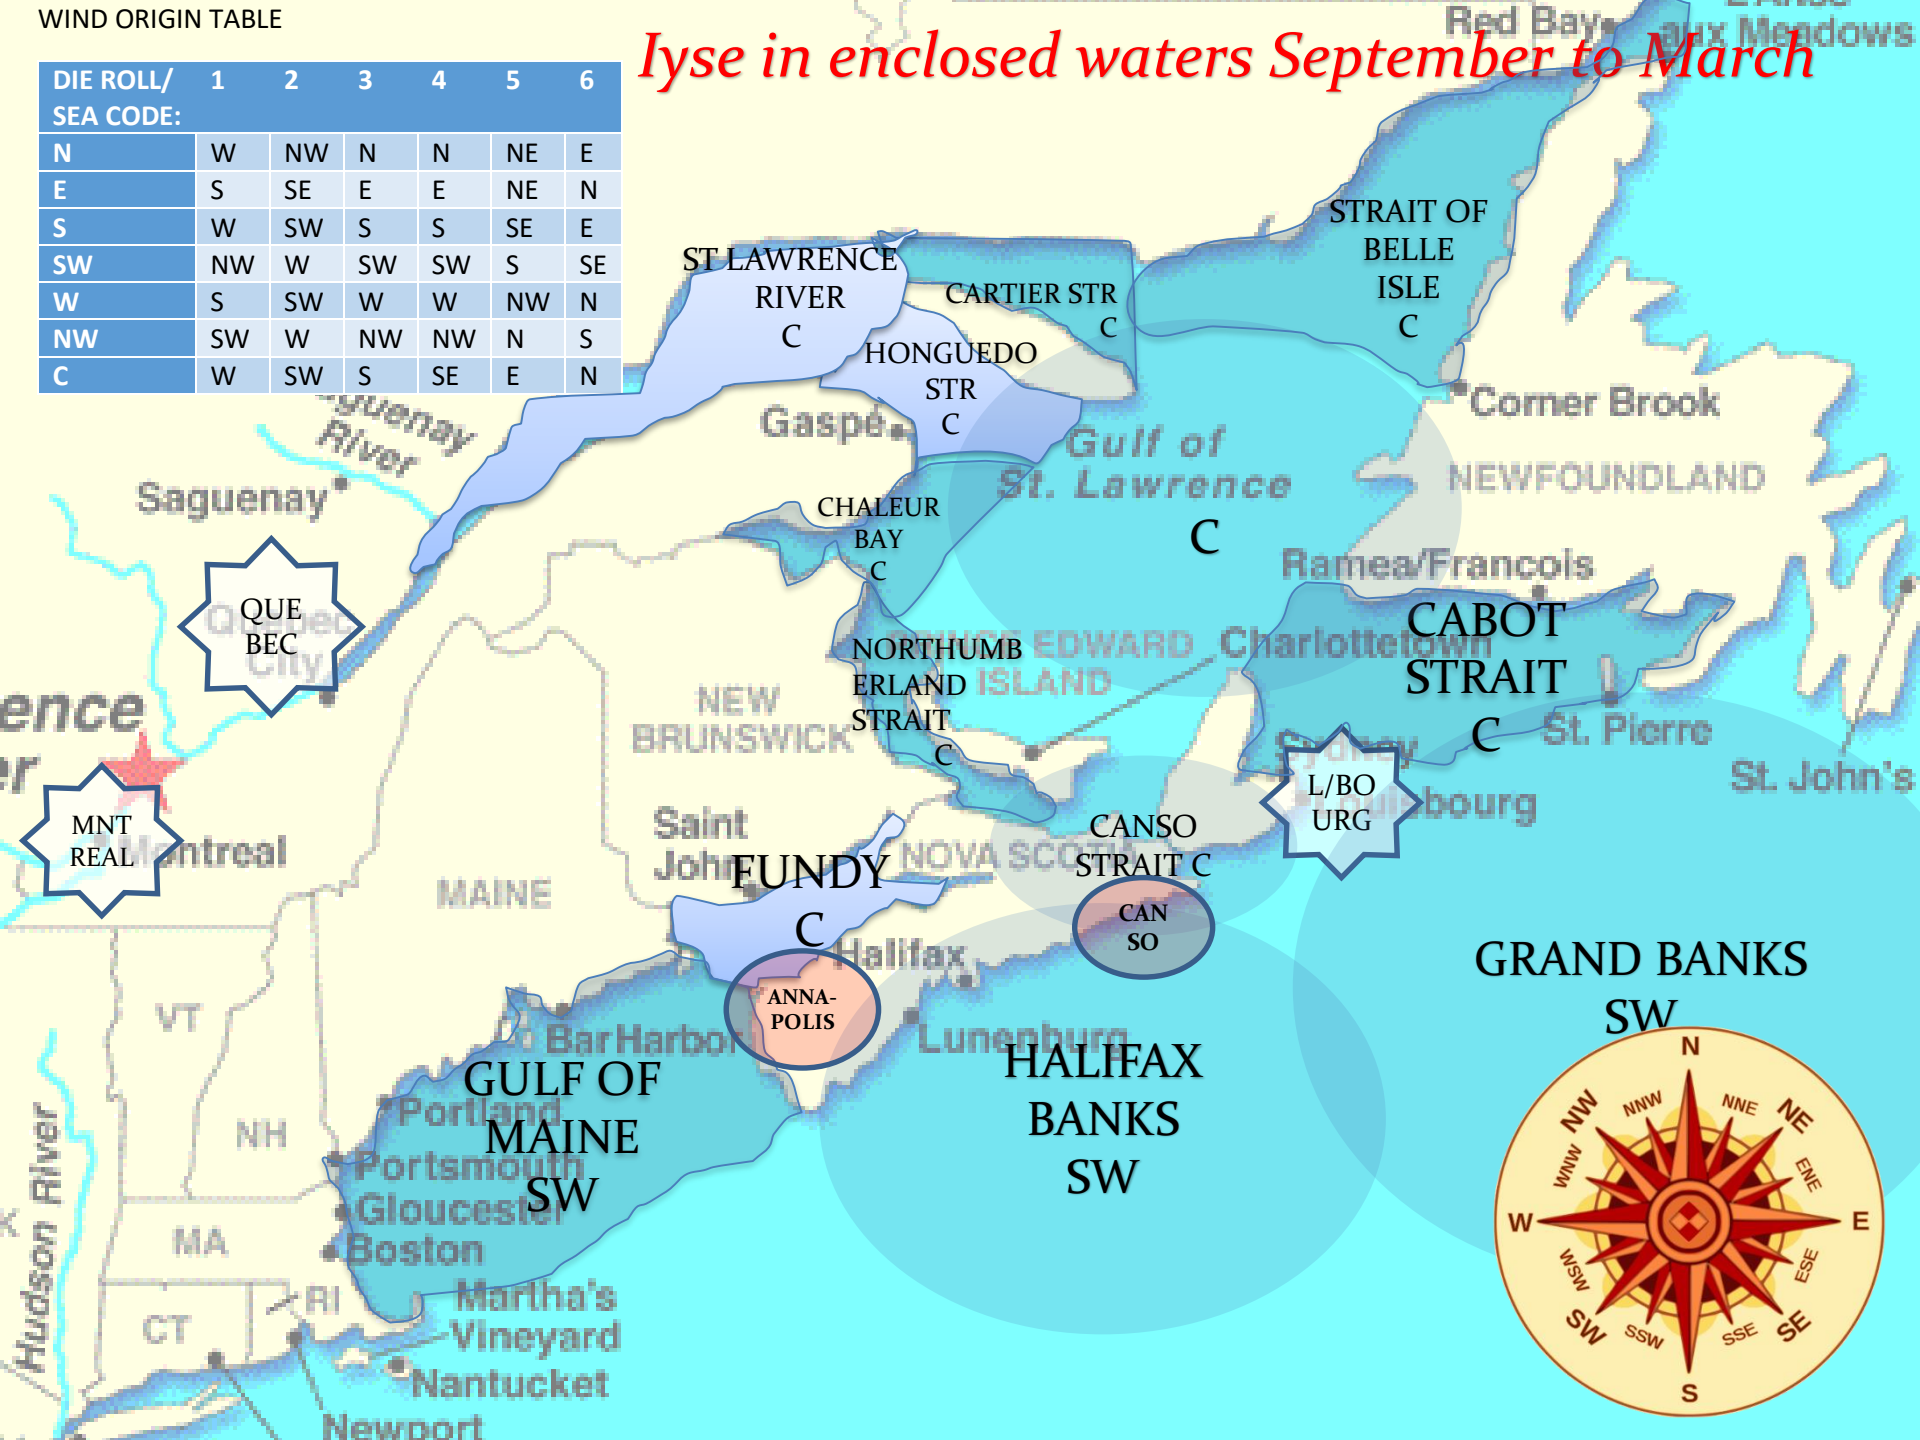 WIND ORIGIN TABLE
Iyse in enclosed waters September to March
DIE ROLL/ SEA CODE: 1 2 3 4 5 6
N W NW N N NE E
E S SE E E NE N
S W SW S S SE E
SW NW W SW SW S SE
W S SW W W NW N
NW SW W NW NW N S
C W SW S SE E N
Red Bay
aux Meadows
STRAIT OF
BELLE
ISLE
C
ST LAWRENCE
RIVER
C
CARTIER STR
C
HONGUEDO
STR
C
guenay
River
Gaspé
Corner Brook
Gulf of
St. Lawrence
C
NEWFOUNDLAND
Saguenay
CHALEUR
BAY
C
Ramea/Francois
QUE
BEC
Quebec
City
CABOT
STRAIT
C
PRINCE EDWARD
ISLAND
Charlottetown
NORTHUMB
ERLAND
STRAIT
C
NEW
BRUNSWICK
ence
er
St. Pierre
Sydney
St. John's
L/BO
URG
Louisbourg
MNT
REAL
Montreal
Saint
John
CANSO
STRAIT C
NOVA SCOTIA
FUNDY
C
MAINE
CAN
SO
Halifax
GRAND BANKS
SW
ANNA-
POLIS
VT
Bar Harbor
Lunenburg
HALIFAX
BANKS
SW
GULF OF
MAINE
SW
Portland
NH
Portsmouth
Gloucester
Boston
MA
Hudson River
RI
CT
Martha's
Vineyard
Nantucket
Newport
N
NNW
NNE
NW
NE
WNW
ENE
W
E
WSW
ESE
SW
SE
SSW
SSE
S